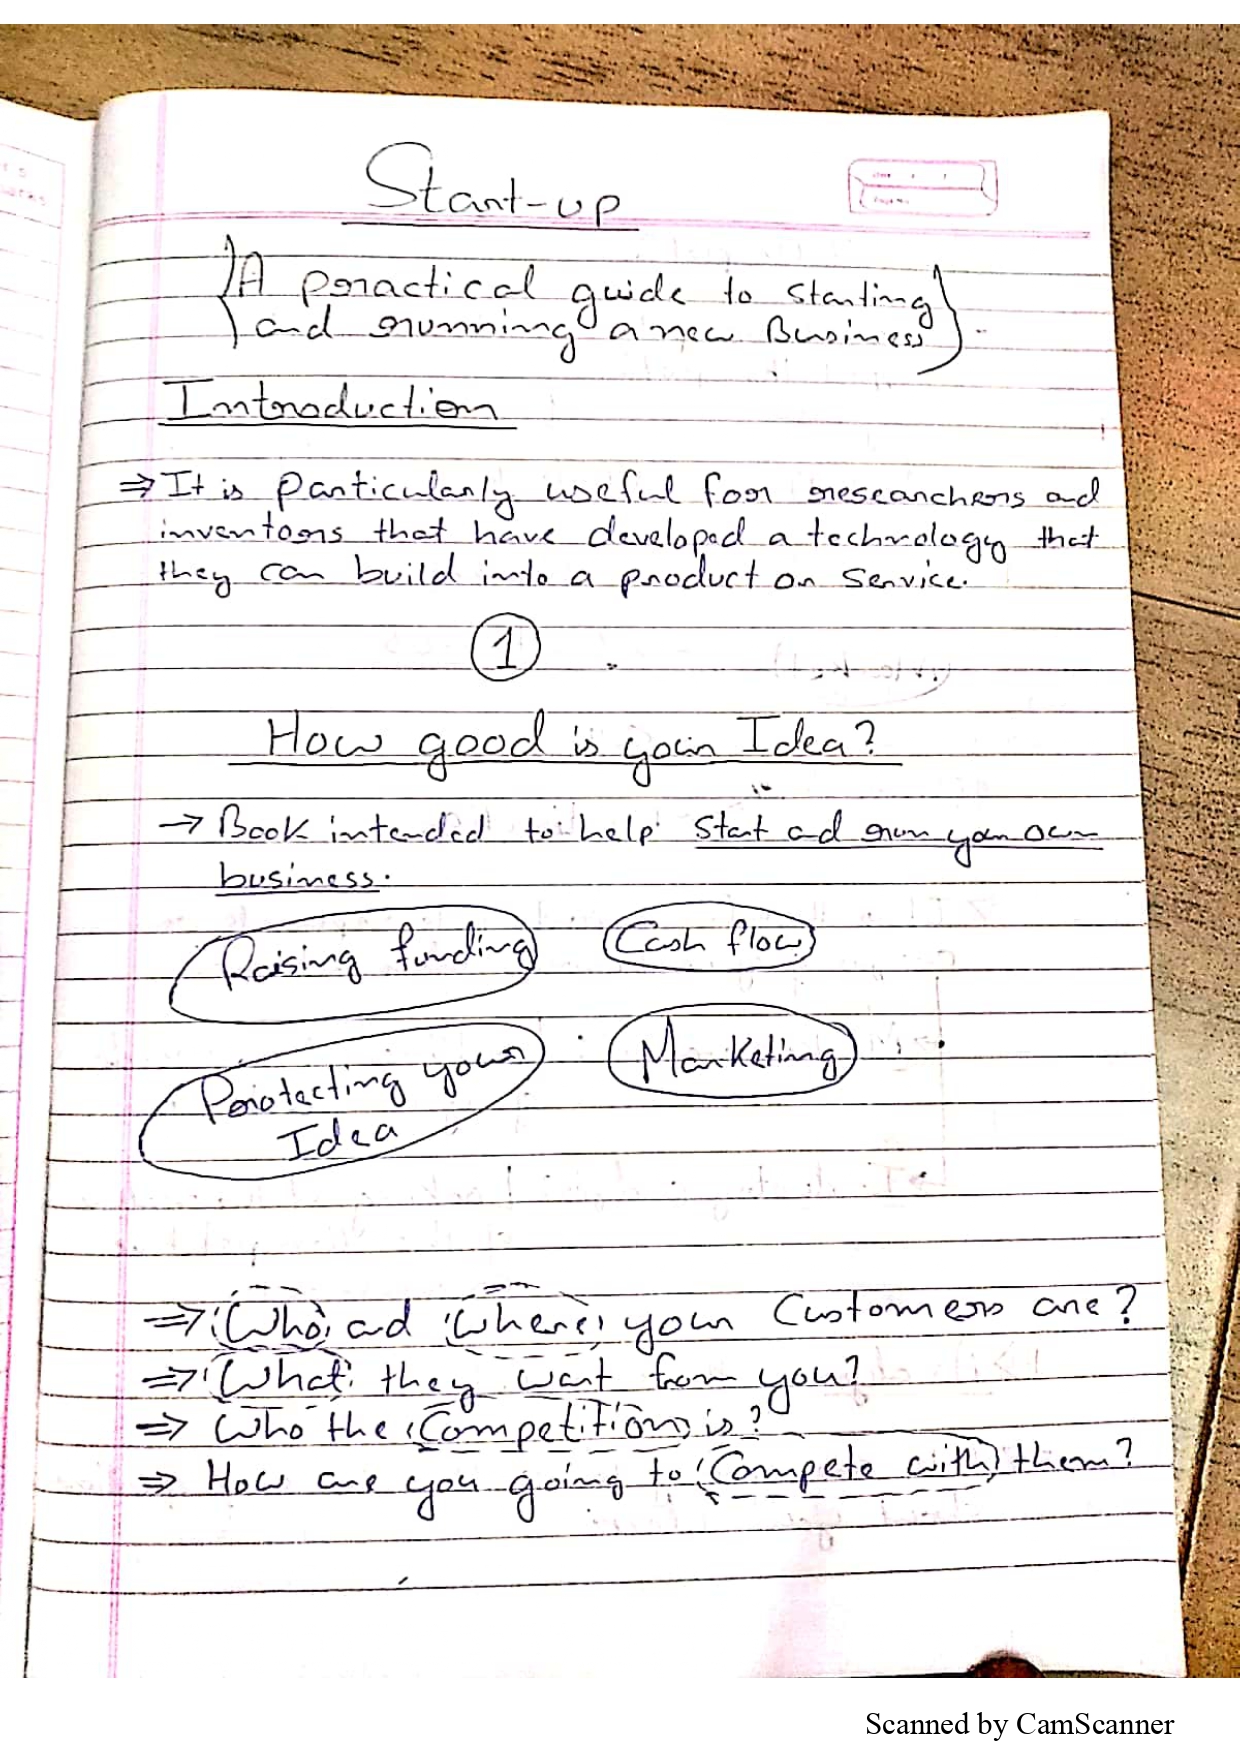 Start-up
{A practical guide to starting
and running a new Business}.
Introduction
⇒ It is particularly useful for researchers and
inventors that have developed a technology that
they can build into a product or service.
1
How good is your Idea?
→ Book intended to help start ad run your own
business.
Raising funding
Cash flow
Protecting your
Idea
Marketing
⇒ Who ad where your Customers are?
⇒ What they want from you?
⇒ Who the Competition is?
⇒ How are you going to Compete with them?
Scanned by CamScanner